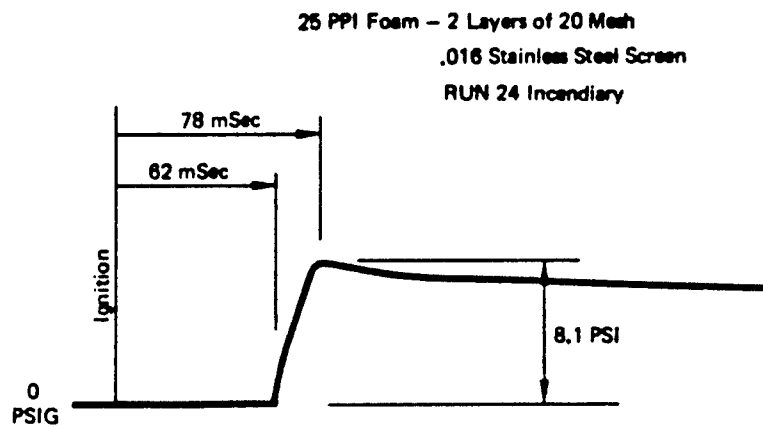 25 PPI Foam – 2 Layers of 20 Mesh
.016 Stainless Steel Screen
RUN 24 Incendiary
78 mSec
62 mSec
Ignition
8.1 PSI
0
PSIG